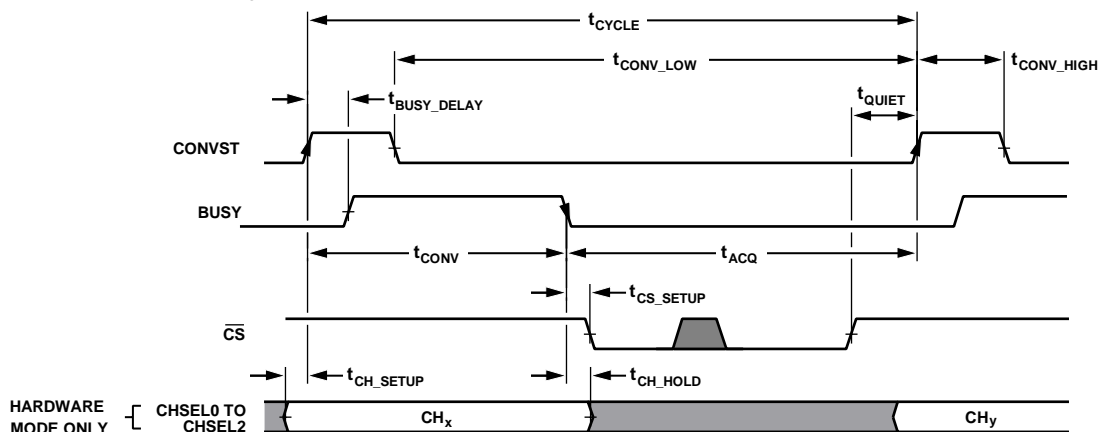 tCYCLE
tCONV_LOW
tCONV_HIGH
tQUIET
tBUSY_DELAY
CONVST
BUSY
tCONV
tACQ
tCS_SETUP
CS
tCH_SETUP
tCH_HOLD
HARDWARE
MODE ONLY
CHSEL0 TO
CHSEL2
CHx
CHy